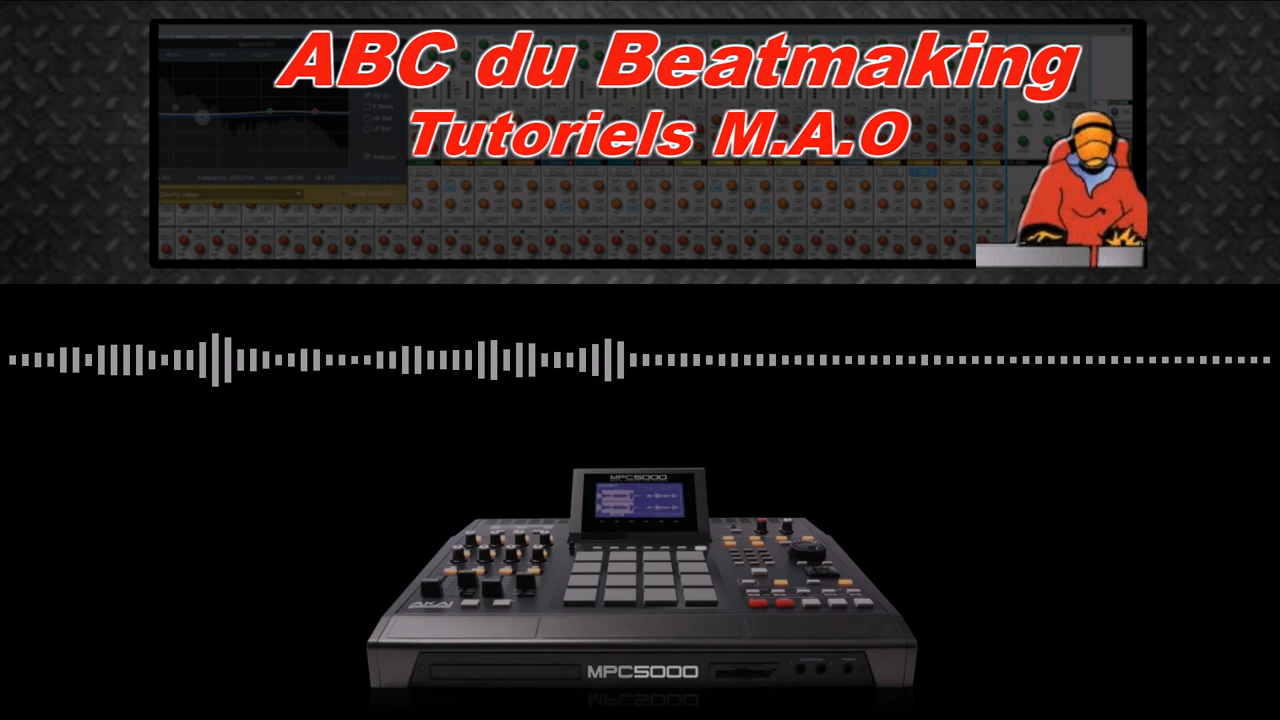 ABC du Beatmaking
Tutoriels M.A.O
MPC5000
AKAI
MPC5000